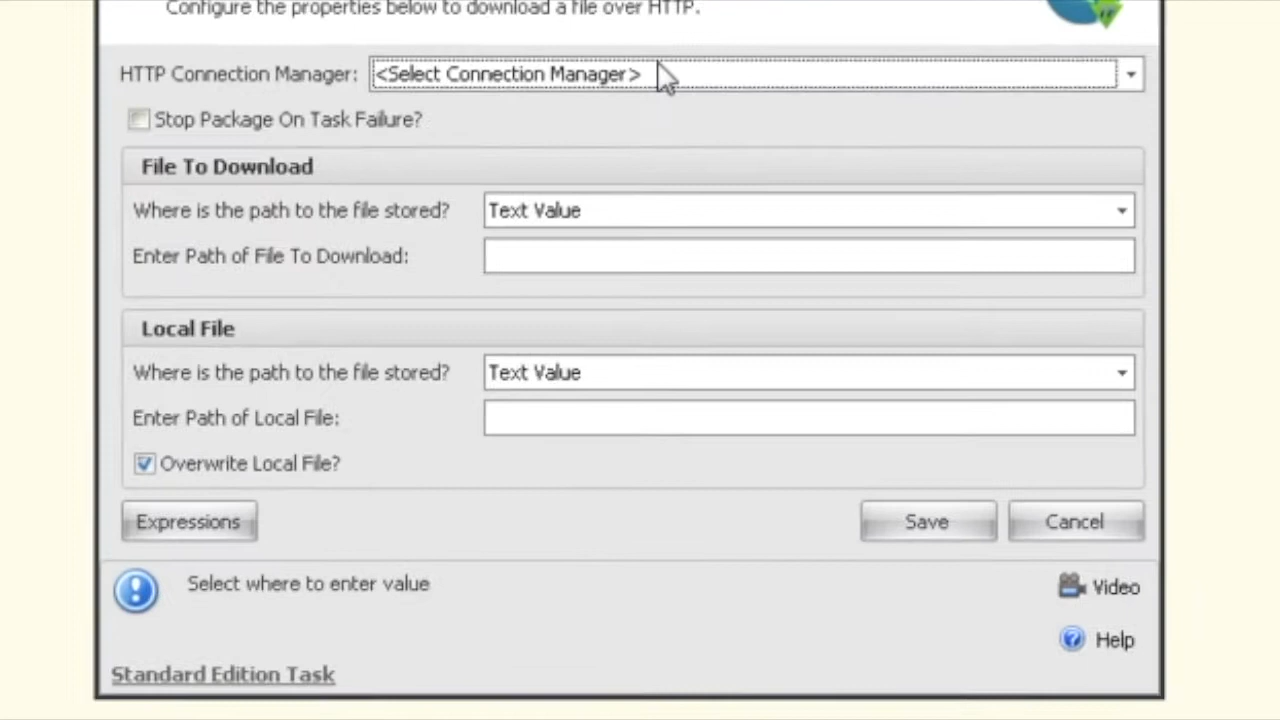 Configure the properties below to download a file over HTTP.
HTTP Connection Manager: <Select Connection Manager>
Stop Package On Task Failure?
File To Download
Where is the path to the file stored? Text Value
Enter Path of File To Download:
Local File
Where is the path to the file stored? Text Value
Enter Path of Local File:
Overwrite Local File?
Expressions Save Cancel
Select where to enter value
Video
Help
Standard Edition Task